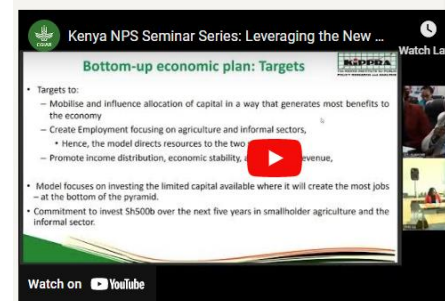 Kenya NPS Seminar Series: Leveraging the New ...
CGIAR
Watch La
Bottom-up economic plan: Targets
KIPPRA
• Targets to:
– Mobilise and influence allocation of capital in a way that generates most benefits to
the economy
– Create Employment focusing on agriculture and informal sectors,
• Hence, the model directs resources to the two
– Promote income distribution, economic stability, a
evenue,
• Model focuses on investing the limited capital available where it will create the most jobs
– at the bottom of the pyramid.
• Commitment to invest Sh500b over the next five years in smallholder agriculture and the
informal sector.
Watch on YouTube